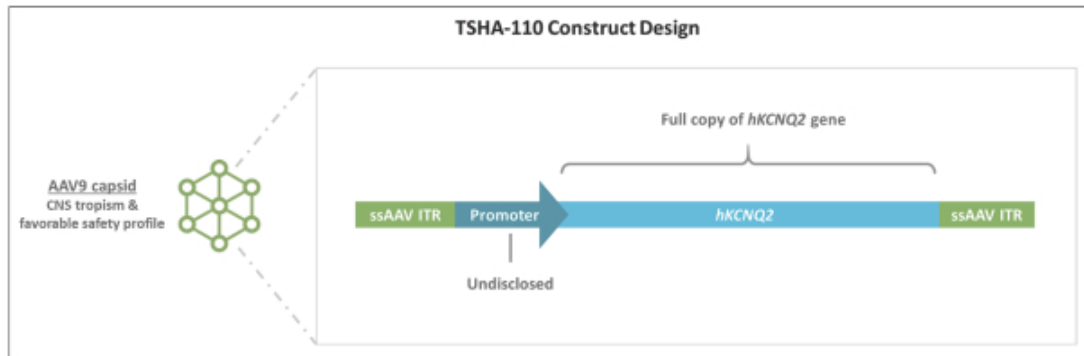 TSHA-110 Construct Design
Full copy of hKCNQ2 gene
AAV9 capsid
CNS tropism &
favorable safety profile
ssAAV ITR
Promoter
hKCNQ2
ssAAV ITR
Undisclosed